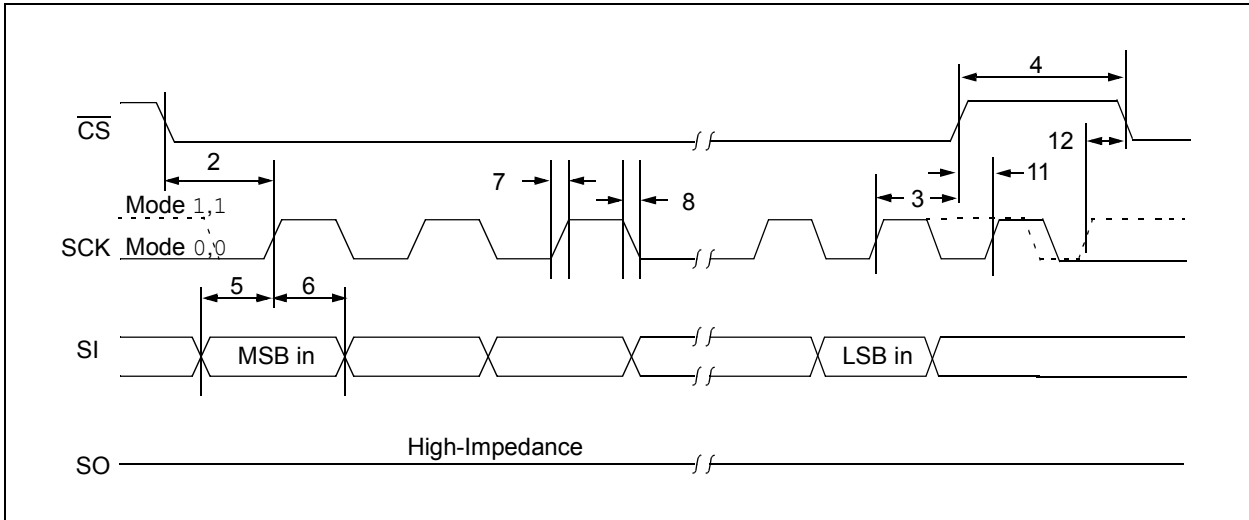 4
CS
12
2
7
8
3
11
Mode 1,1
SCK Mode 0,0
5
6
SI
MSB in
LSB in
High-Impedance
SO